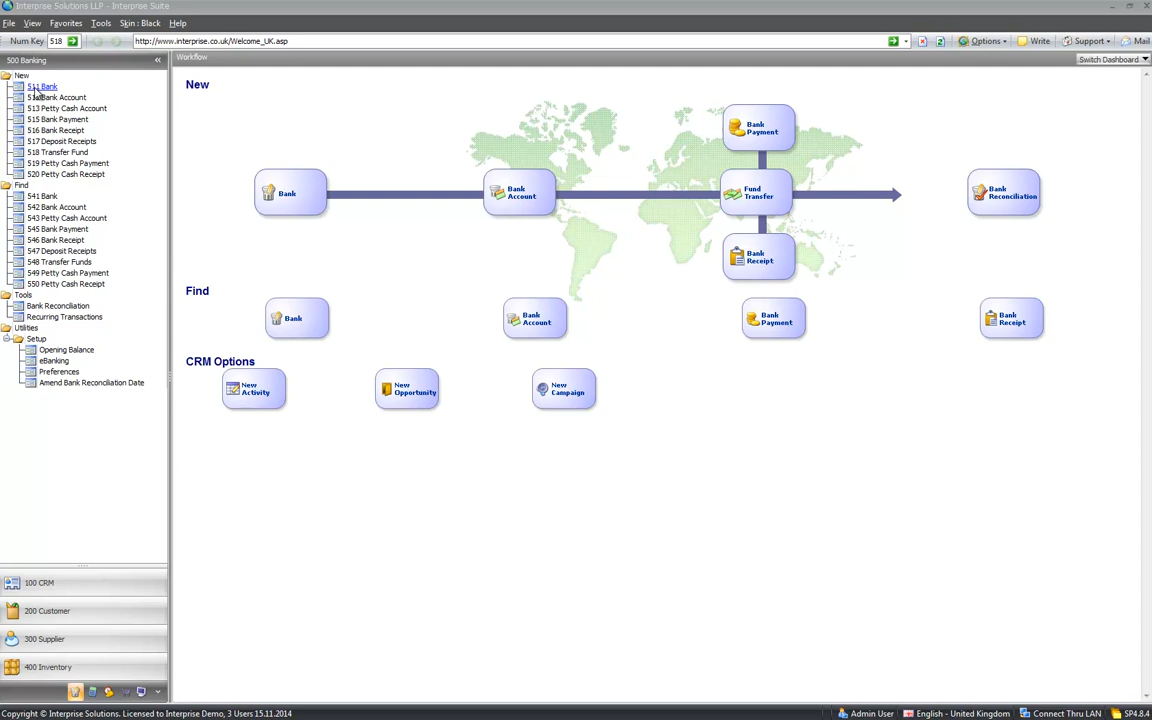 Interprise Solutions LLP - Interprise Suite
File View Favorites Tools Skin : Black Help
Num Key 518 http://www.interprise.co.uk/Welcome_UK.asp Options Write Support Mail
500 Banking «
Workflow
Switch Dashboard
New
511 Bank
Bank Account
513 Petty Cash Account
515 Bank Payment
516 Bank Receipt
517 Deposit Receipts
518 Transfer Fund
519 Petty Cash Payment
520 Petty Cash Receipt
Find
541 Bank
542 Bank Account
543 Petty Cash Account
545 Bank Payment
546 Bank Receipt
547 Deposit Receipts
548 Transfer Funds
549 Petty Cash Payment
550 Petty Cash Receipt
Tools
Bank Reconciliation
Recurring Transactions
Utilities
Setup
Opening Balance
eBanking
Preferences
Amend Bank Reconciliation Date
100 CRM
200 Customer
300 Supplier
400 Inventory
New
Bank
Payment
Bank
Bank
Account
Fund
Transfer
Bank
Reconciliation
Bank
Receipt
Find
Bank
Bank
Account
Bank
Payment
Bank
Receipt
CRM Options
New
Activity
New
Opportunity
New
Campaign
Copyright © Interprise Solutions. Licensed to Interprise Demo, 3 Users 15.11.2014
Admin User English - United Kingdom Connect Thru LAN SP4.8.4